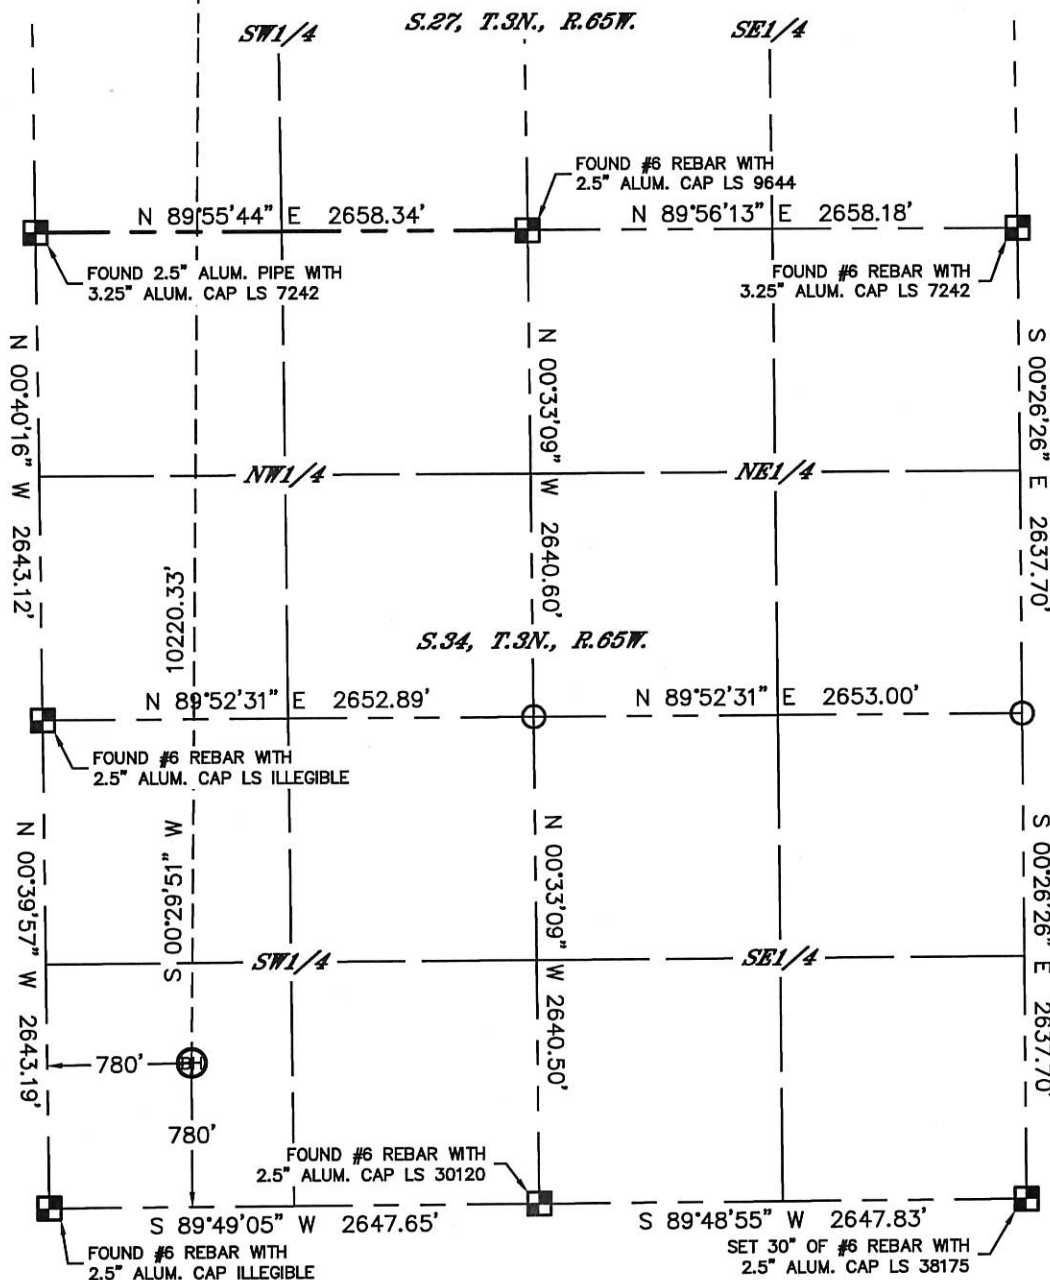 SW1/4
S.27, T.3N., R.65W.
SE1/4
FOUND #6 REBAR WITH
2.5" ALUM. CAP LS 9644
N 89°55'44" E 2658.34'
N 89°56'13" E 2658.18'
FOUND 2.5" ALUM. PIPE WITH
3.25" ALUM. CAP LS 7242
FOUND #6 REBAR WITH
3.25" ALUM. CAP LS 7242
N 00°40'16" W 2643.12'
N 00°33'09" W 2640.60'
S 00°26'26" E 2637.70'
NW1/4
NE1/4
10220.33'
S.34, T.3N., R.65W.
N 89°52'31" E 2652.89'
N 89°52'31" E 2653.00'
FOUND #6 REBAR WITH
2.5" ALUM. CAP LS ILLEGIBLE
N 00°39'57" W 2643.19'
S 00°29'51" W
N 00°33'09" W 2640.50'
S 00°26'26" E 2637.70'
SW1/4
SE1/4
780'
BH
780'
FOUND #6 REBAR WITH
2.5" ALUM. CAP LS 30120
S 89°49'05" W 2647.65'
S 89°48'55" W 2647.83'
FOUND #6 REBAR WITH
2.5" ALUM. CAP ILLEGIBLE
SET 30" OF #6 REBAR WITH
2.5" ALUM. CAP LS 38175